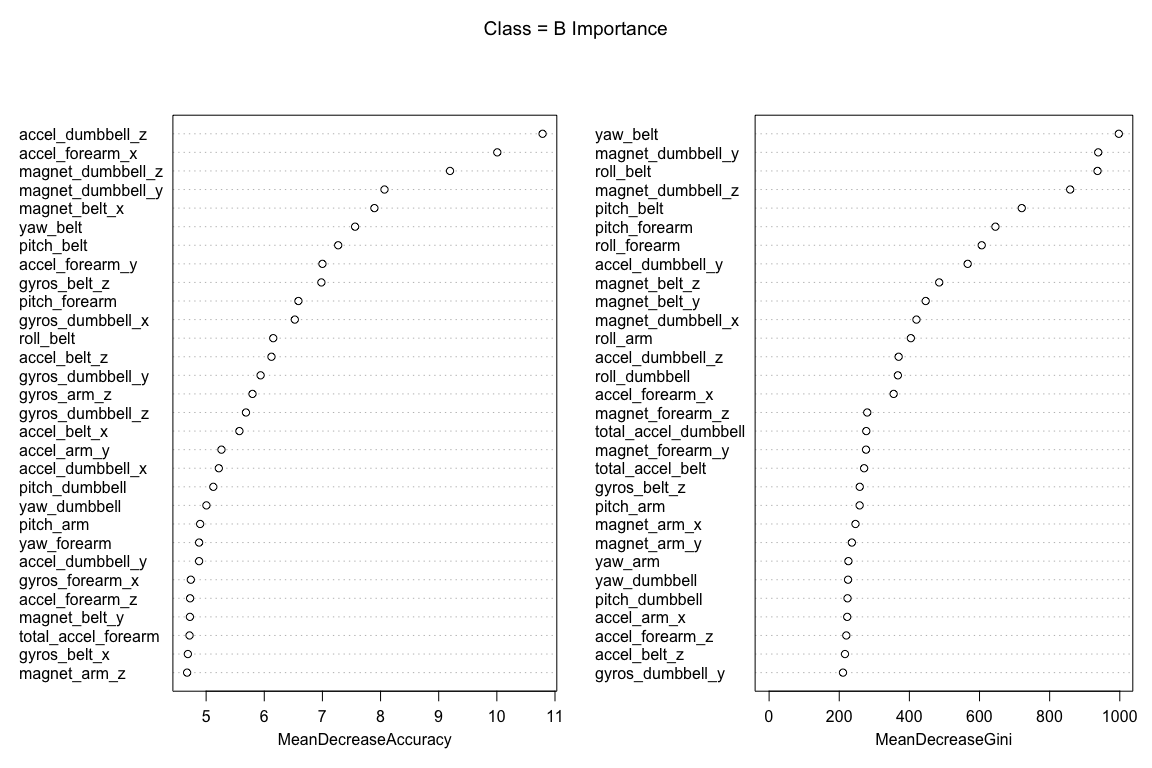 Class = B Importance
accel_dumbbell_z
accel_forearm_x
magnet_dumbbell_z
magnet_dumbbell_y
magnet_belt_x
yaw_belt
pitch_belt
accel_forearm_y
gyros_belt_z
pitch_forearm
gyros_dumbbell_x
roll_belt
accel_belt_z
gyros_dumbbell_y
gyros_arm_z
gyros_dumbbell_z
accel_belt_x
accel_arm_y
accel_dumbbell_x
pitch_dumbbell
yaw_dumbbell
pitch_arm
yaw_forearm
accel_dumbbell_y
gyros_forearm_x
accel_forearm_z
magnet_belt_y
total_accel_forearm
gyros_belt_x
magnet_arm_z
5 6 7 8 9 10 11
MeanDecreaseAccuracy
yaw_belt
magnet_dumbbell_y
roll_belt
magnet_dumbbell_z
pitch_belt
pitch_forearm
roll_forearm
accel_dumbbell_y
magnet_belt_z
magnet_belt_y
magnet_dumbbell_x
roll_arm
accel_dumbbell_z
roll_dumbbell
accel_forearm_x
magnet_forearm_z
total_accel_dumbbell
magnet_forearm_y
total_accel_belt
gyros_belt_z
pitch_arm
magnet_arm_x
magnet_arm_y
yaw_arm
yaw_dumbbell
pitch_dumbbell
accel_arm_x
accel_forearm_z
accel_belt_z
gyros_dumbbell_y
0 200 400 600 800 1000
MeanDecreaseGini